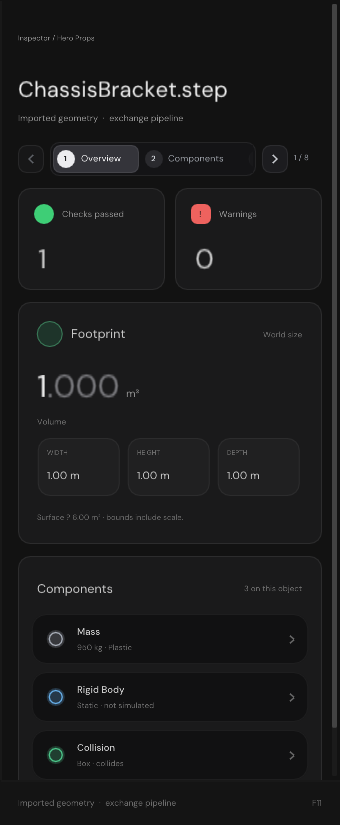 Inspector / Hero Props
ChassisBracket.step
Imported geometry · exchange pipeline
1 Overview 2 Components 1 / 8
Checks passed
1
! Warnings
0
Footprint World size
1.000 m³
Volume
WIDTH HEIGHT DEPTH
1.00 m 1.00 m 1.00 m
Surface ? 6.00 m² · bounds include scale.
Components 3 on this object
Mass
950 kg · Plastic
Rigid Body
Static · not simulated
Collision
Box · collides
Imported geometry · exchange pipeline F11